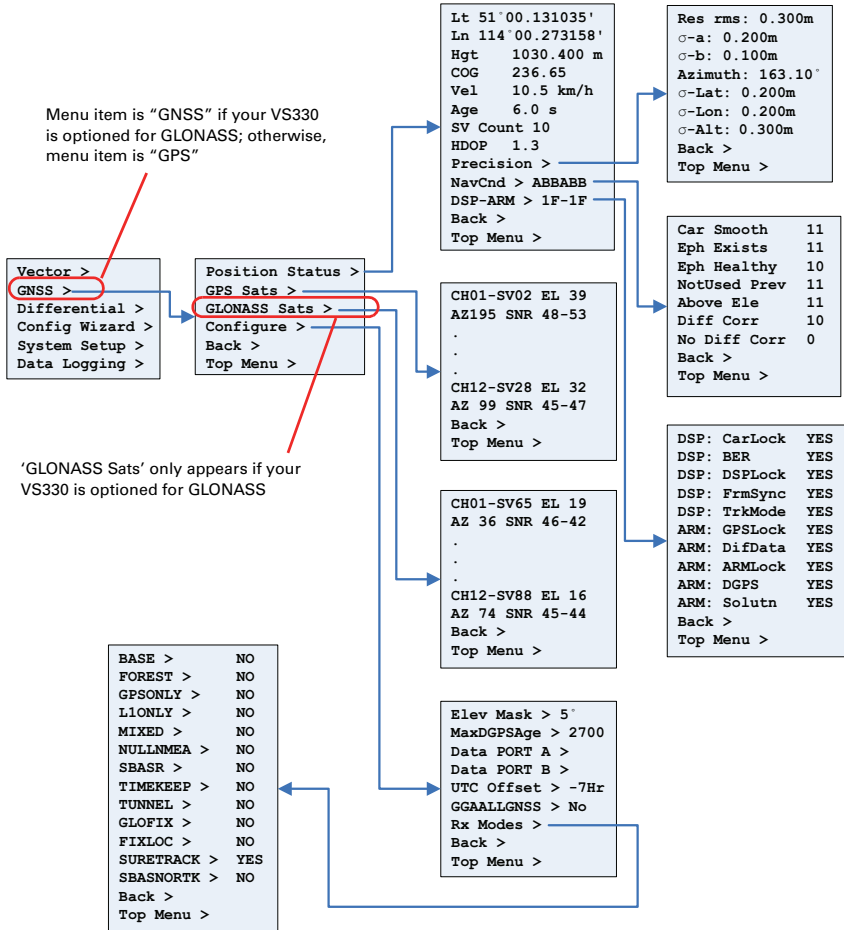 Menu item is “GNSS” if your VS330
is optioned for GLONASS; otherwise,
menu item is “GPS”
Vector >
GNSS >
Differential >
Config Wizard >
System Setup >
Data Logging >
Position Status >
GPS Sats >
GLONASS Sats >
Configure >
Back >
Top Menu >
‘GLONASS Sats’ only appears if your
VS330 is optioned for GLONASS
Lt 51°00.131035'
Ln 114°00.273158'
Hgt 1030.400 m
COG 236.65
Vel 10.5 km/h
Age 6.0 s
SV Count 10
HDOP 1.3
Precision >
NavCnd > ABBABB
DSP-ARM > 1F-1F
Back >
Top Menu >
Res rms: 0.300m
σ-a: 0.200m
σ-b: 0.100m
Azimuth: 163.10°
σ-Lat: 0.200m
σ-Lon: 0.200m
σ-Alt: 0.300m
Back >
Top Menu >
Car Smooth 11
Eph Exists 11
Eph Healthy 10
NotUsed Prev 11
Above Ele 11
Diff Corr 10
No Diff Corr 0
Back >
Top Menu >
DSP: CarLock YES
DSP: BER YES
DSP: DSPLock YES
DSP: FrmSync YES
DSP: TrkMode YES
ARM: GPSLock YES
ARM: DifData YES
ARM: ARMLock YES
ARM: DGPS YES
ARM: Solutn YES
Back >
Top Menu >
CH01-SV02 EL 39
AZ195 SNR 48-53
.
.
.
CH12-SV28 EL 32
AZ 99 SNR 45-47
Back >
Top Menu >
CH01-SV65 EL 19
AZ 36 SNR 46-42
.
.
.
CH12-SV88 EL 16
AZ 74 SNR 45-44
Back >
Top Menu >
Elev Mask > 5°
MaxDGPSAge > 2700
Data PORT A >
Data PORT B >
UTC Offset > -7Hr
GGAALLGNSS > No
Rx Modes >
Back >
Top Menu >
BASE > NO
FOREST > NO
GPSONLY > NO
L1ONLY > NO
MIXED > NO
NULLNMEA > NO
SBASR > NO
TIMEKEEP > NO
TUNNEL > NO
GLOFIX > NO
FIXLOC > NO
SURETRACK > YES
SBASNORTK > NO
Back >
Top Menu >